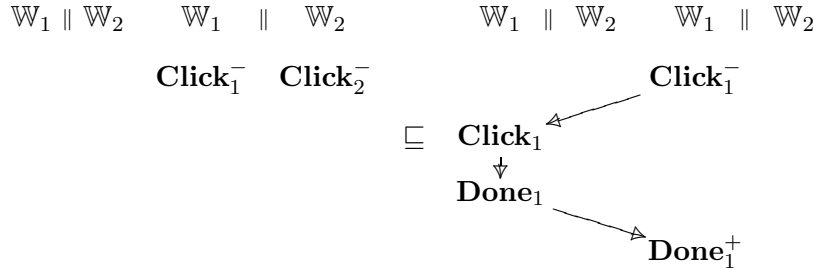 𝕎₁ ∥ 𝕎₂ 𝕎₁ ∥ 𝕎₂ 𝕎₁ ∥ 𝕎₂ 𝕎₁ ∥ 𝕎₂
Click₁⁻ Click₂⁻ Click₁⁻
⊑ Click₁
Done₁
Done₁⁺